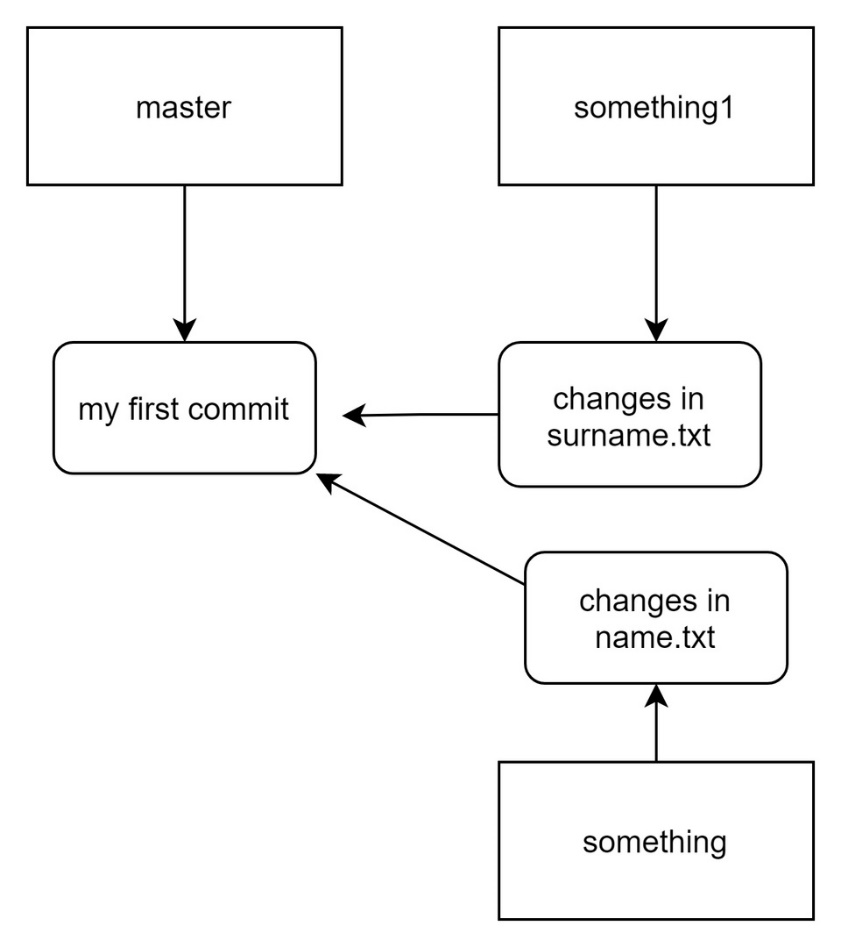 master
something1
my first commit
changes in
surname.txt
changes in
name.txt
something